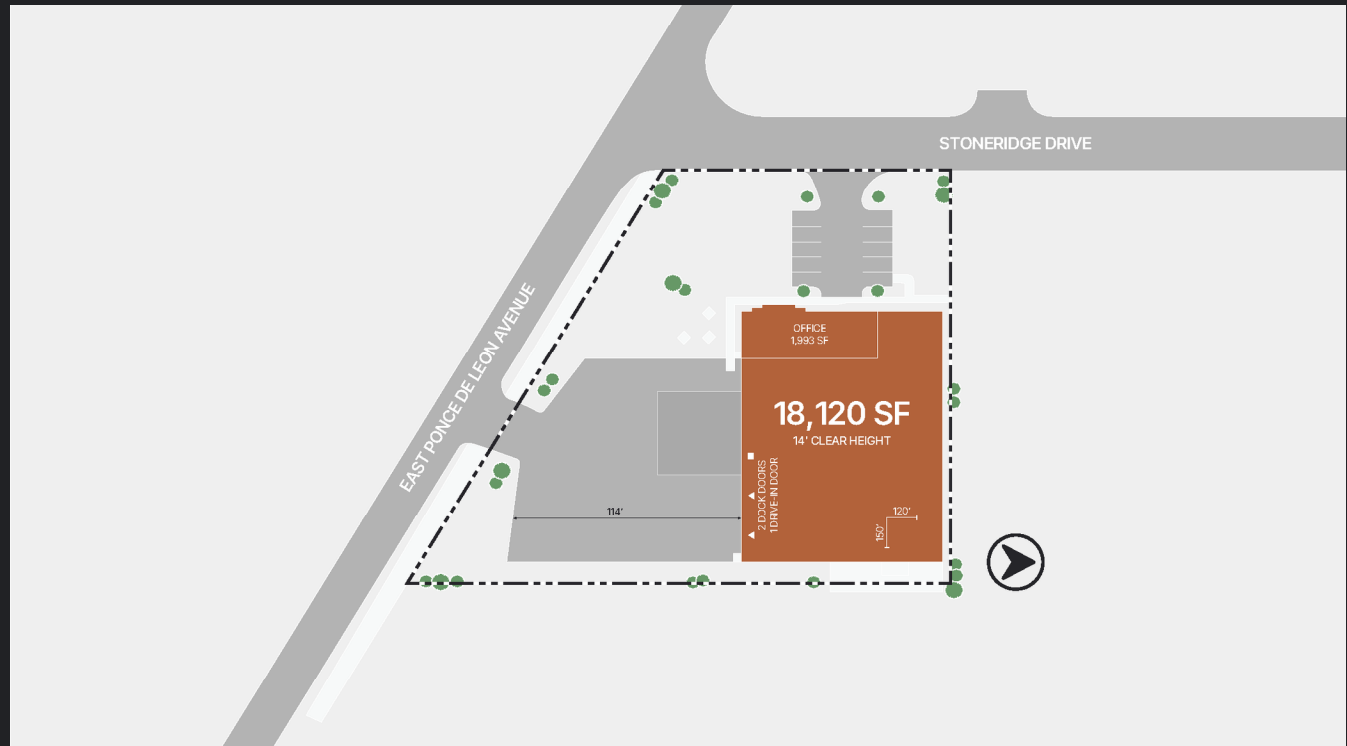 STONERIDGE DRIVE
EAST PONCE DE LEON AVENUE
OFFICE
1,993 SF
18,120 SF
14' CLEAR HEIGHT
2 DOCK DOORS
1 DRIVE-IN DOOR
114'
120'
150'